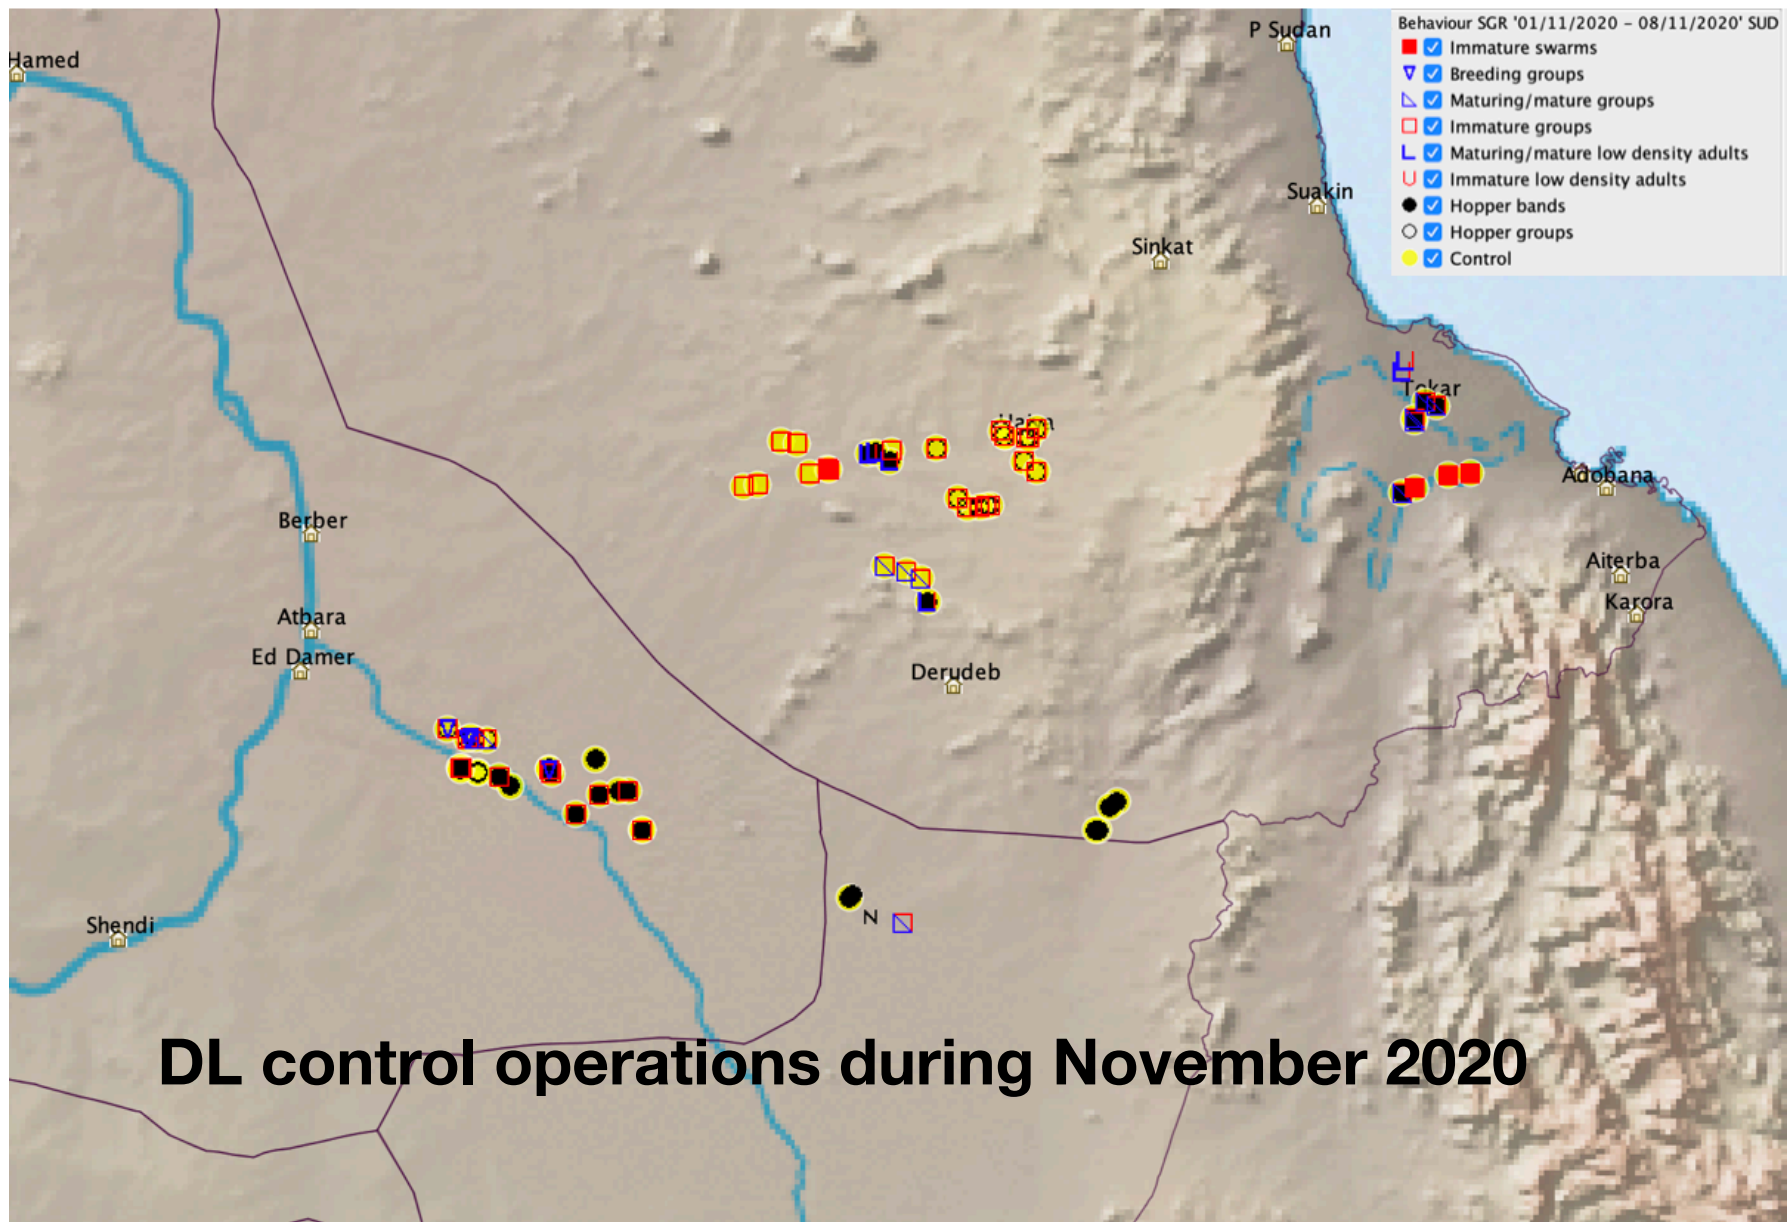 Hamed
P Sudan
Behaviour SGR '01/11/2020 - 08/11/2020' SUD
Immature swarms
Breeding groups
Maturing/mature groups
Immature groups
Maturing/mature low density adults
Immature low density adults
Hopper bands
Hopper groups
Control
Suakin
Sinkat
Tokar
Adobana
Berber
Aiterba
Karora
Atbara
Ed Damer
Derudeb
Shendi
N
DL control operations during November 2020